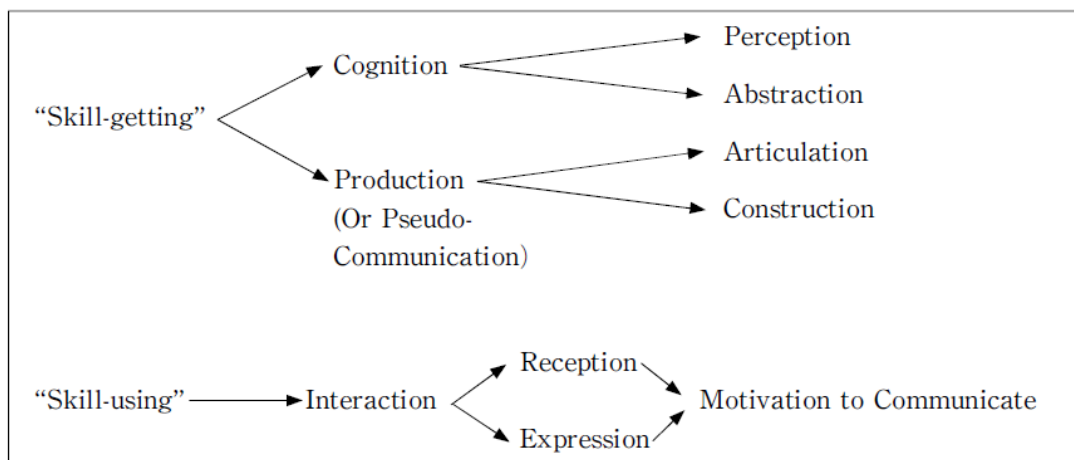 Perception
Cognition
Abstraction
“Skill-getting”
Articulation
Production
(Or Pseudo-
Construction
Communication)
Reception
“Skill-using”
Interaction
Motivation to Communicate
Expression